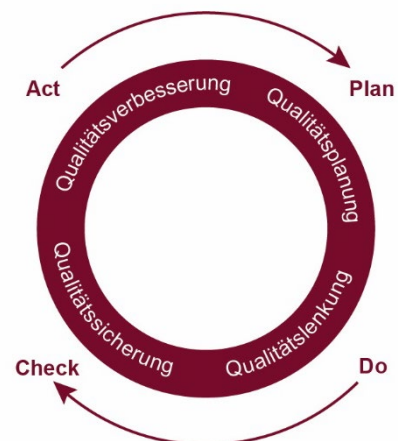 Act
Plan
Qualitätsverbesserung
Qualitätsplanung
Qualitätssicherung
Qualitätslenkung
Check
Do